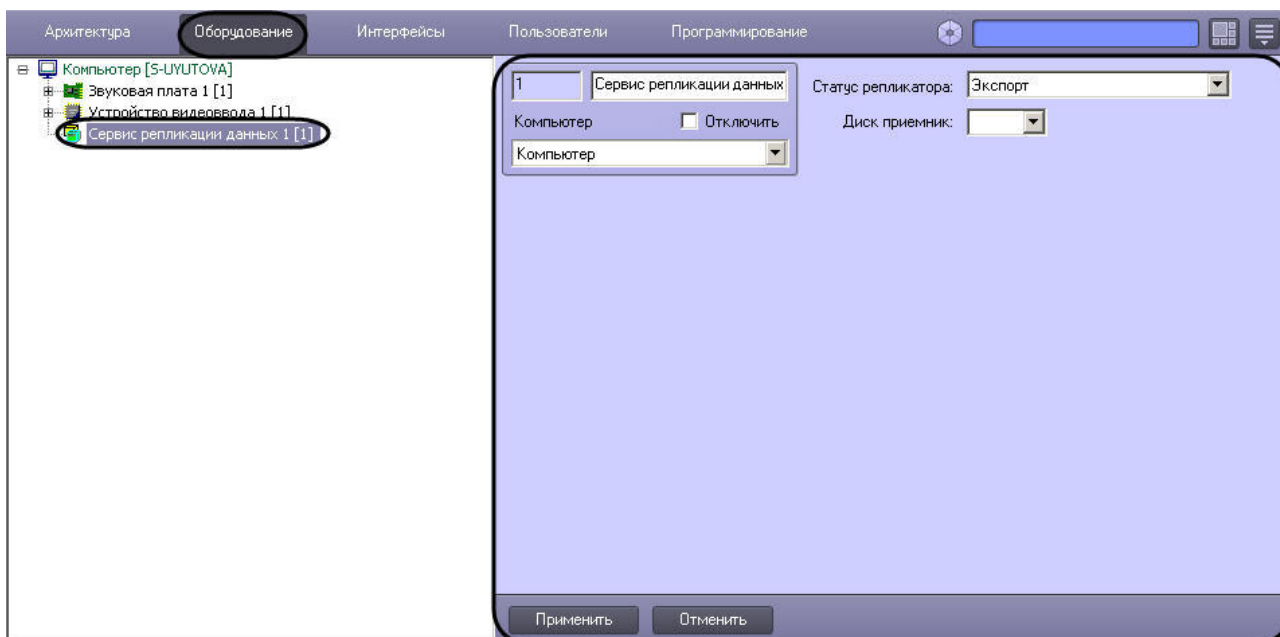 Архитектура Оборудование Интерфейсы Пользователи Программирование
Компьютер [S-UYUTOVA]
Звуковая плата 1 [1]
Устройство видеоввода 1 [1]
Сервис репликации данных 1 [1]
1 Сервис репликации данных
Компьютер Отключить
Компьютер
Статус репликатора: Экспорт
Диск приемник:
Применить Отменить